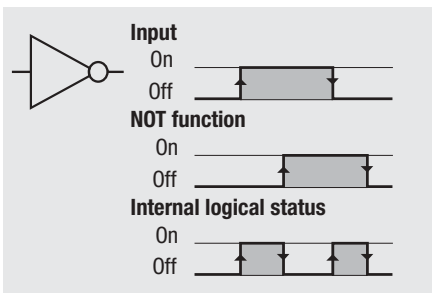 Input
On
Off
NOT function
On
Off
Internal logical status
On
Off